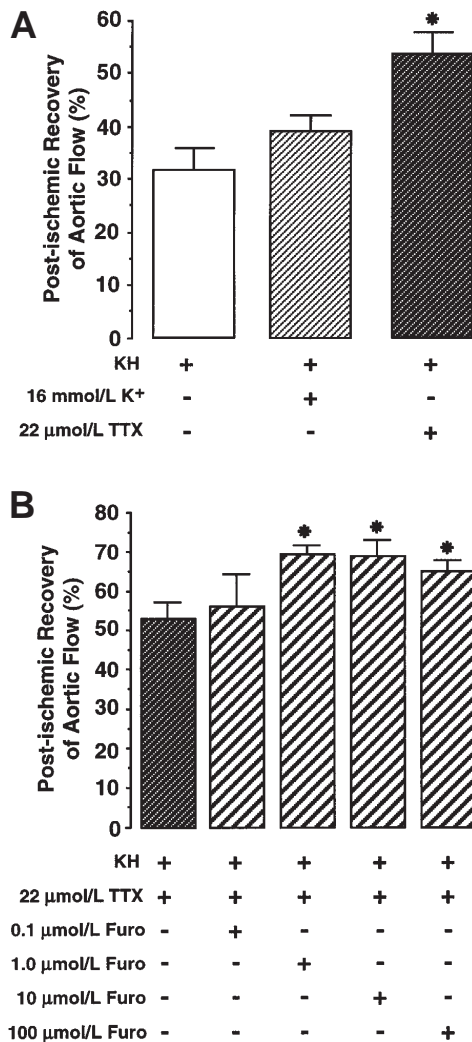 A
Post-ischemic Recovery
of Aortic Flow (%)
60
50
40
30
20
10
0
*
KH + + +
16 mmol/L K+ - + -
22 μmol/L TTX - - +
B
Post-ischemic Recovery
of Aortic Flow (%)
80
70
60
50
40
30
20
10
0
* * *
KH + + + + +
22 μmol/L TTX + + + + +
0.1 μmol/L Furo - + - - -
1.0 μmol/L Furo - - + - -
10 μmol/L Furo - - - + -
100 μmol/L Furo - - - - +